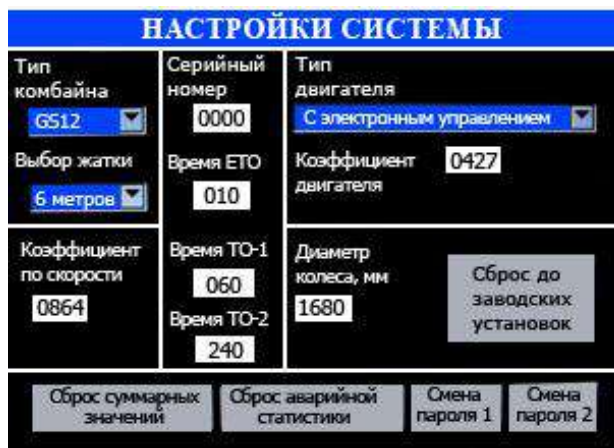 НАСТРОЙКИ СИСТЕМЫ
Тип
комбайна
GS12
Выбор жатки
6 метров
Коэффициент
по скорости
0864
Серийный
номер
0000
Время ЕТО
010
Время ТО-1
060
Время ТО-2
240
Тип
двигателя
С электронным управлением
Коэффициент
двигателя
0427
Диаметр
колеса, мм
1680
Сброс до
заводских
установок
Сброс суммарных
значений
Сброс аварийной
статистики
Смена
пароля 1
Смена
пароля 2